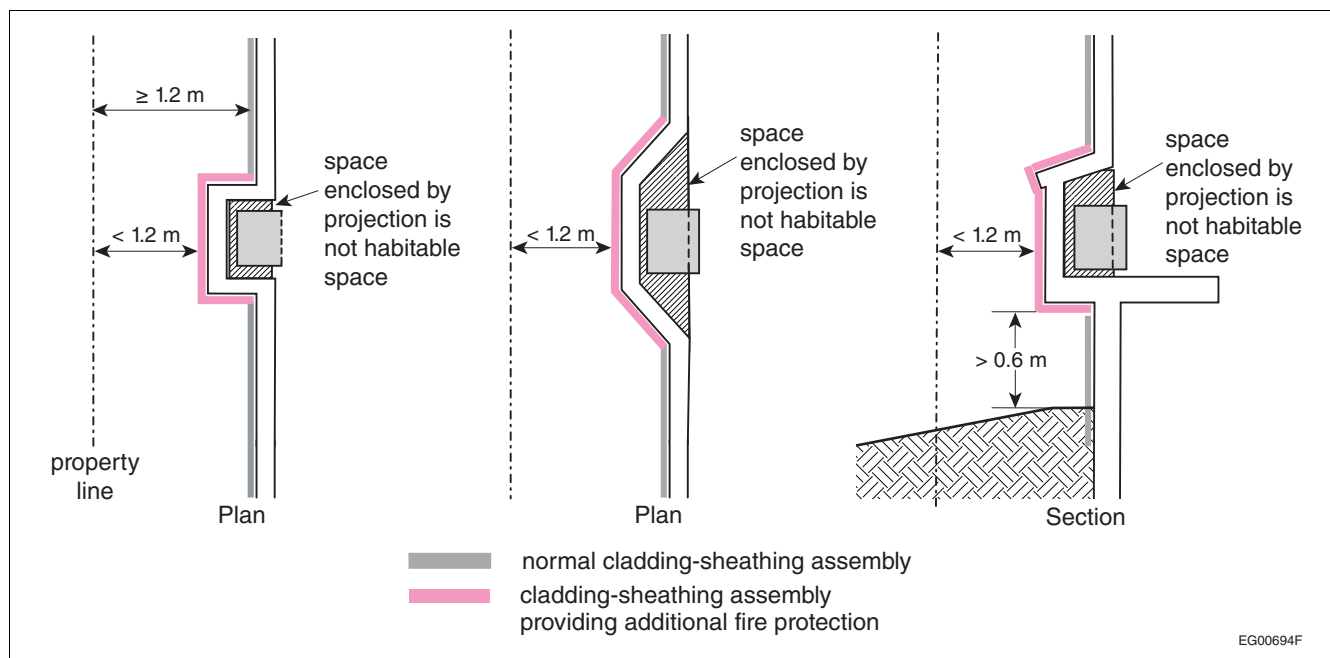 ≥ 1.2 m
space
enclosed by
projection is
not habitable
space
< 1.2 m
property
line
Plan
space
enclosed by
projection is
not habitable
space
< 1.2 m
Plan
space
enclosed by
projection is
not habitable
space
< 1.2 m
> 0.6 m
Section
normal cladding-sheathing assembly
cladding-sheathing assembly
providing additional fire protection
EG00694F